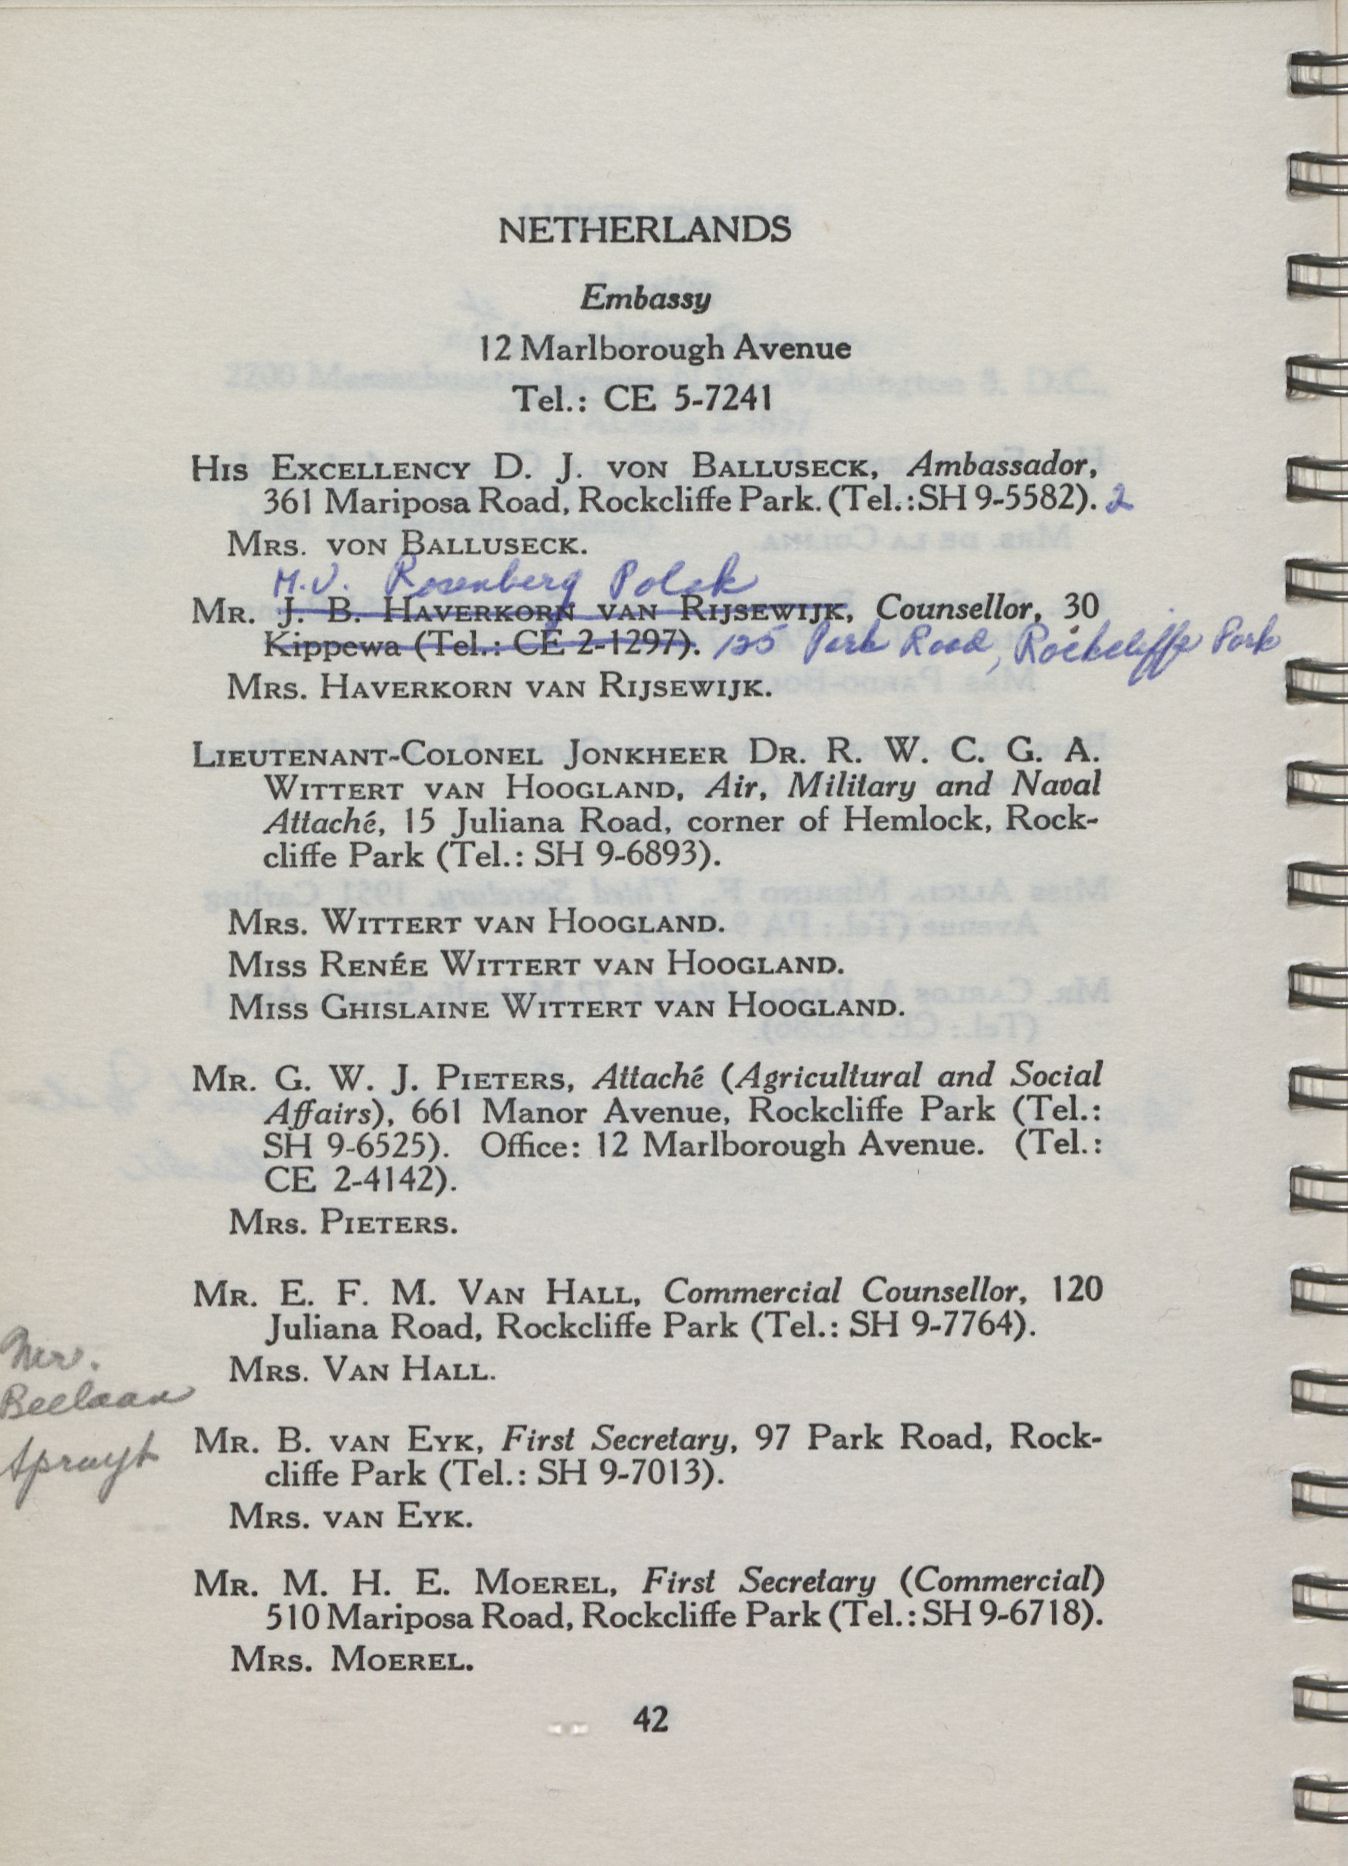 NETHERLANDS
Embassy
12 Marlborough Avenue
Tel.: CE 5-7241
HIS EXCELLENCY D. J. VON BALLUSECK, Ambassador,
361 Mariposa Road, Rockcliffe Park. (Tel.: SH 9-5582). 2
MRS. VON BALLUSECK.
M.V. Rosenberg Polak
MR. J. B. HAVERKORN VAN RIJSEWIJK, Counsellor, 30
Kippewa (Tel.: CE 2-1297). 125 Park Road, Rockcliffe Park
MRS. HAVERKORN VAN RIJSEWIJK.
LIEUTENANT-COLONEL JONKHEER DR. R. W. C. G. A.
WITTERT VAN HOOGLAND, Air, Military and Naval
Attaché, 15 Juliana Road, corner of Hemlock, Rock-
cliffe Park (Tel.: SH 9-6893).
MRS. WITTERT VAN HOOGLAND.
MISS RENÉE WITTERT VAN HOOGLAND.
MISS GHISLAINE WITTERT VAN HOOGLAND.
MR. G. W. J. PIETERS, Attaché (Agricultural and Social
Affairs), 661 Manor Avenue, Rockcliffe Park (Tel.:
SH 9-6525). Office: 12 Marlborough Avenue. (Tel.:
CE 2-4142).
MRS. PIETERS.
MR. E. F. M. VAN HALL, Commercial Counsellor, 120
Juliana Road, Rockcliffe Park (Tel.: SH 9-7764).
MRS. VAN HALL.
Mr.
Beelaan
Spruyt
MR. B. VAN EYK, First Secretary, 97 Park Road, Rock-
cliffe Park (Tel.: SH 9-7013).
MRS. VAN EYK.
MR. M. H. E. MOEREL, First Secretary (Commercial)
510 Mariposa Road, Rockcliffe Park (Tel.: SH 9-6718).
MRS. MOEREL.
42